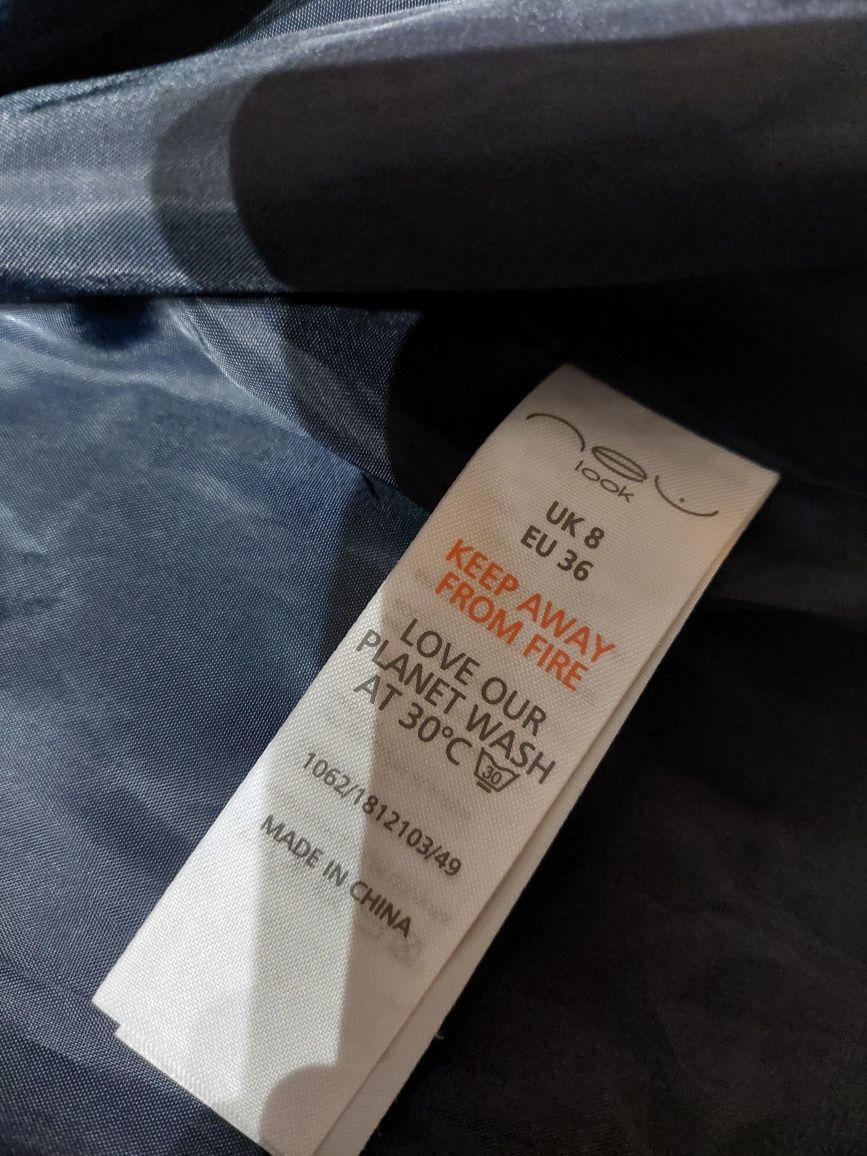 new
look
UK 8
EU 36
KEEP AWAY
FROM FIRE
LOVE OUR
PLANET WASH
AT 30°C 30
1062/1812103/49
MADE IN CHINA